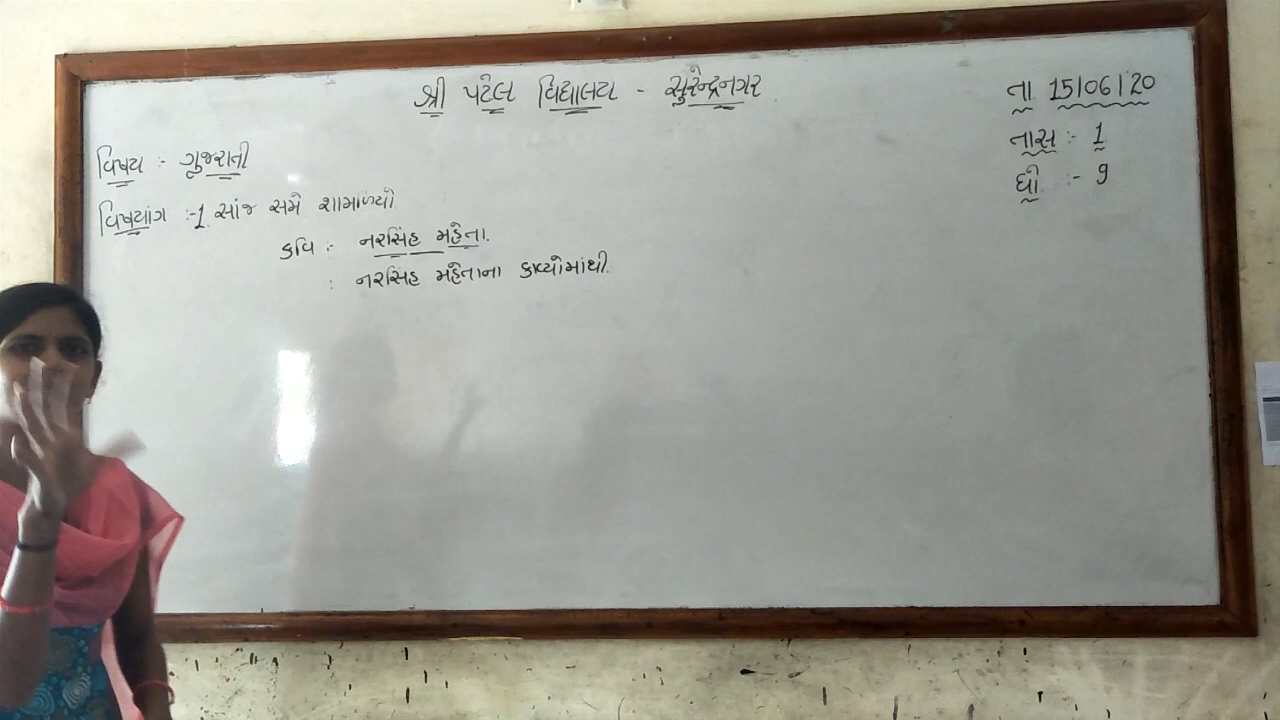 શ્રી પટેલ વિદ્યાલય - સુરેન્દ્રનગર
તા 15/06/20
તાસ :- 1
ધો :- 9
વિષય :- ગુજરાતી
વિષયાંગ :-1. સાંજ સમે શામળિયો
કવિ :- નરસિંહ મહેતા.
: નરસિંહ મહેતાના કાવ્યોમાંથી.